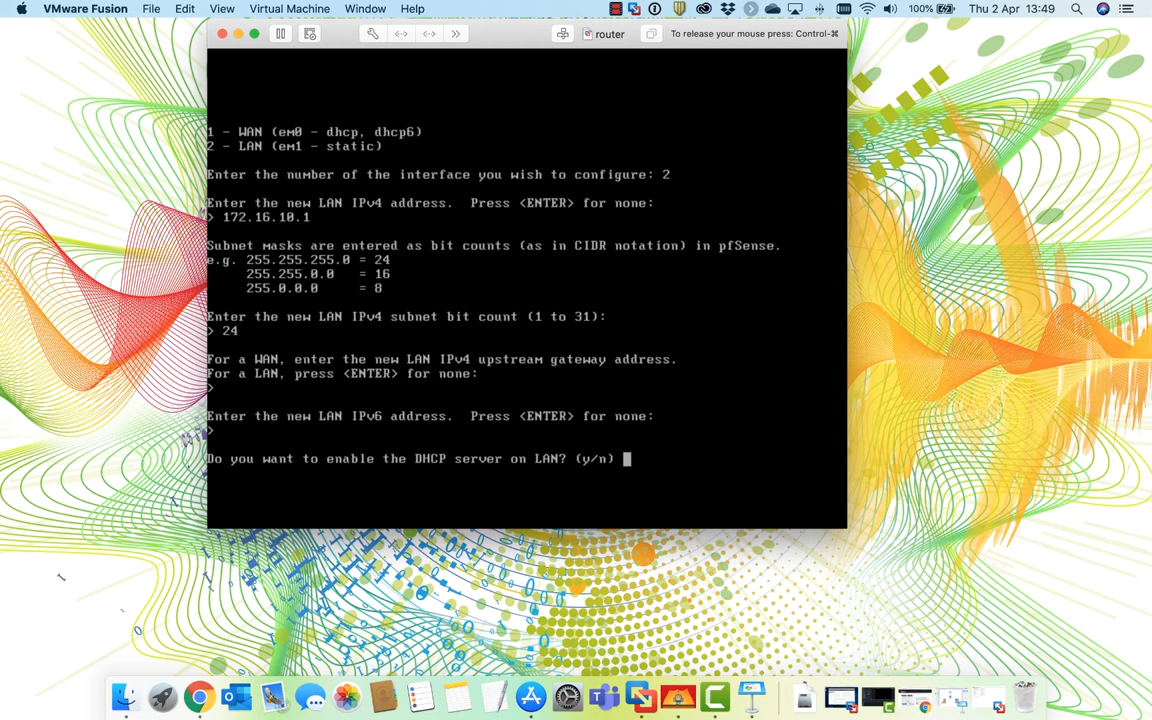 VMware Fusion File Edit View Virtual Machine Window Help 100% Thu 2 Apr 13:49
router To release your mouse press: Control-⌘
1 - WAN (em0 - dhcp, dhcp6)
2 - LAN (em1 - static)
Enter the number of the interface you wish to configure: 2
Enter the new LAN IPv4 address.  Press <ENTER> for none:
> 172.16.10.1
Subnet masks are entered as bit counts (as in CIDR notation) in pfSense.
e.g. 255.255.255.0 = 24
255.255.0.0   = 16
255.0.0.0     = 8
Enter the new LAN IPv4 subnet bit count (1 to 31):
> 24
For a WAN, enter the new LAN IPv4 upstream gateway address.
For a LAN, press <ENTER> for none:
>
Enter the new LAN IPv6 address.  Press <ENTER> for none:
>
Do you want to enable the DHCP server on LAN? (y/n)